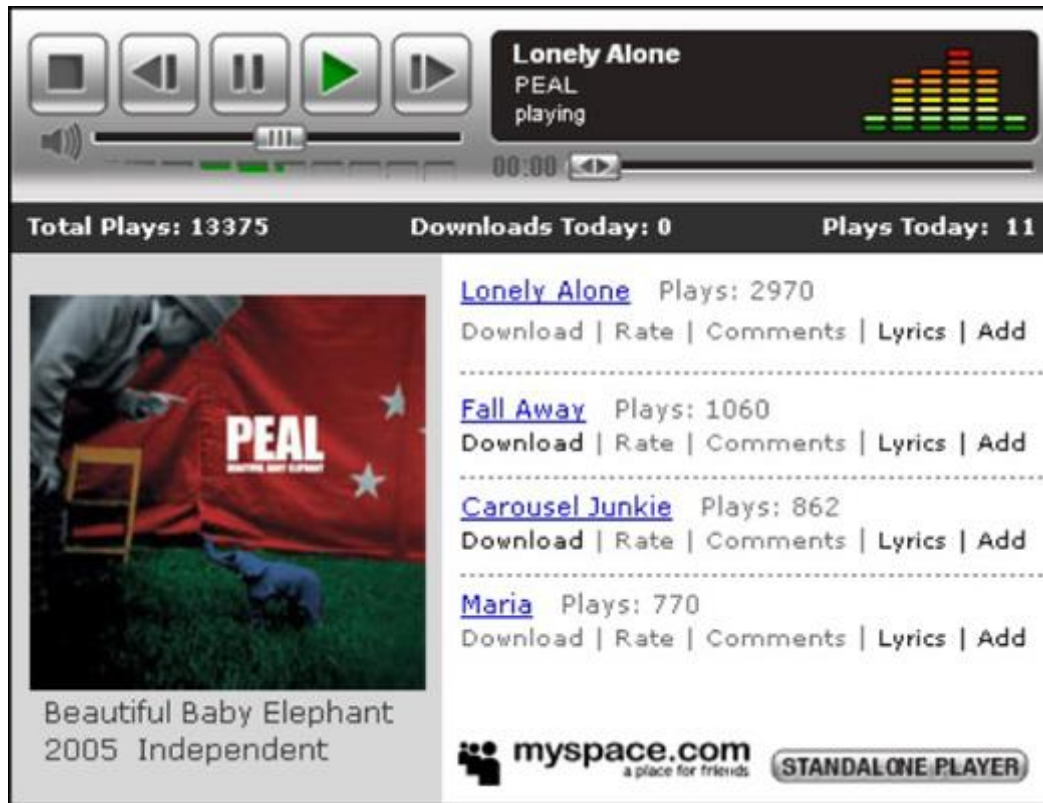 Lonely Alone
PEAL
playing
00:00
Total Plays: 13375 Downloads Today: 0 Plays Today: 11
Lonely Alone Plays: 2970
Download | Rate | Comments | Lyrics | Add
Fall Away Plays: 1060
Download | Rate | Comments | Lyrics | Add
Carousel Junkie Plays: 862
Download | Rate | Comments | Lyrics | Add
Maria Plays: 770
Download | Rate | Comments | Lyrics | Add
PEAL
BEAUTIFUL BABY ELEPHANT
Beautiful Baby Elephant
2005 Independent
myspace.com
a place for friends
STANDALONE PLAYER